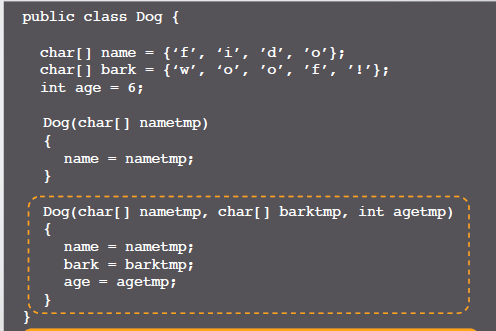 public class Dog {
char[] name = {‘f’, ‘i’, ’d’, ’o’};
char[] bark = {‘w’, ‘o’, ’o’, ’f’, ’!’};
int age = 6;
Dog(char[] nametmp)
{
name = nametmp;
}
Dog(char[] nametmp, char[] barktmp, int agetmp)
{
name = nametmp;
bark = barktmp;
age = agetmp;
}
}